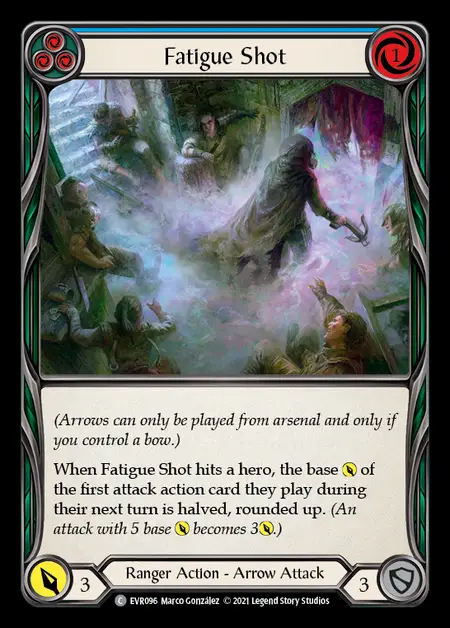 Fatigue Shot
1
(Arrows can only be played from arsenal and only if
you control a bow.)
When Fatigue Shot hits a hero, the base of
the first attack action card they play during
their next turn is halved, rounded up. (An
attack with 5 base becomes 3.)
3
Ranger Action - Arrow Attack
3
C EVR096 Marco González © 2021 Legend Story Studios